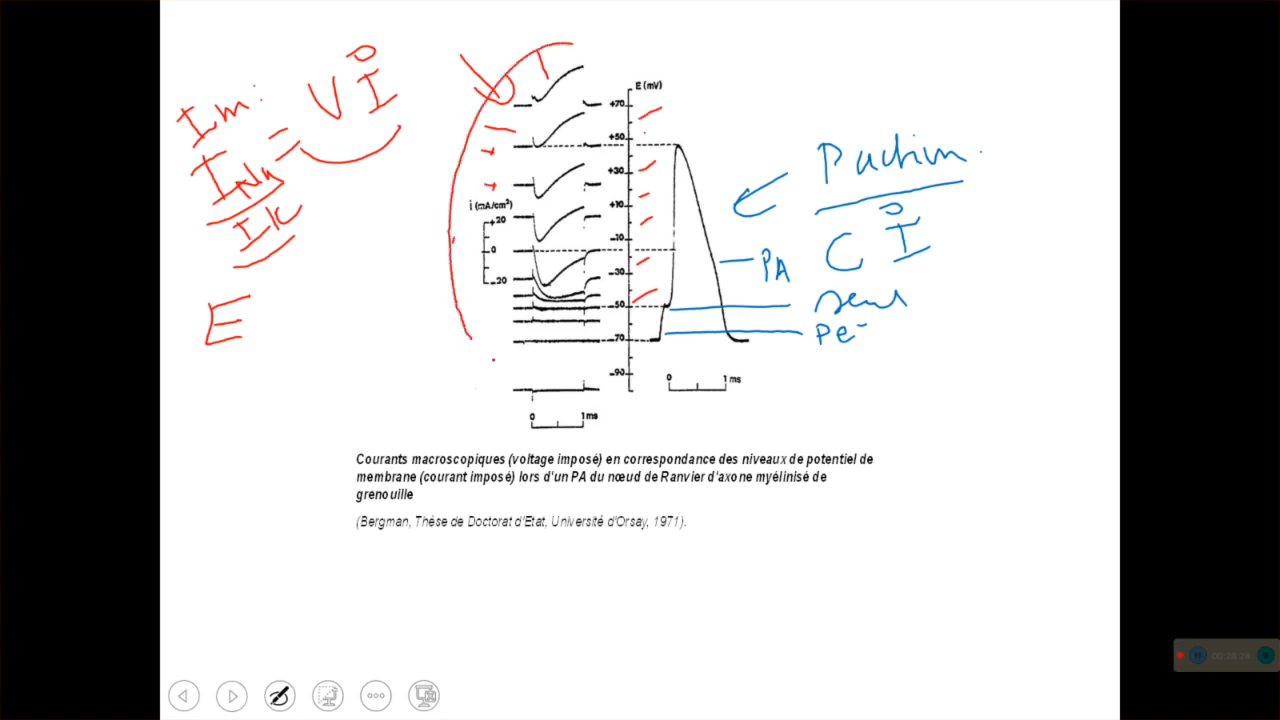 Im:
INa = V I
IK
E
VI
E (mV)
+70
+50
+30
+10
-10
-30
-50
-70
-90
i (mA/cm²)
+20
0
-20
0 1 ms
0 1 ms
P action.
C I
PA
seuil
Pe-
Courants macroscopiques (voltage imposé) en correspondance des niveaux de potentiel de
membrane (courant imposé) lors d'un PA du nœud de Ranvier d'axone myélinisé de
grenouille
(Bergman, Thèse de Doctorat d'Etat, Université d'Orsay, 1971).